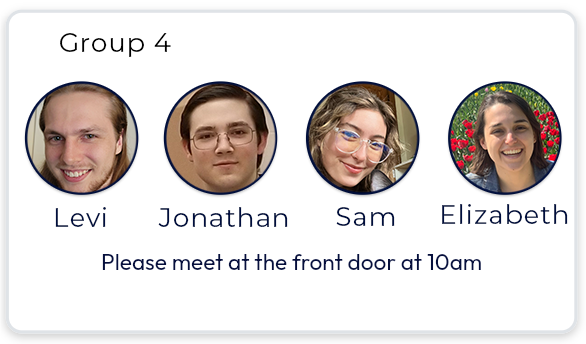 Group 4
Levi Jonathan Sam Elizabeth
Please meet at the front door at 10am